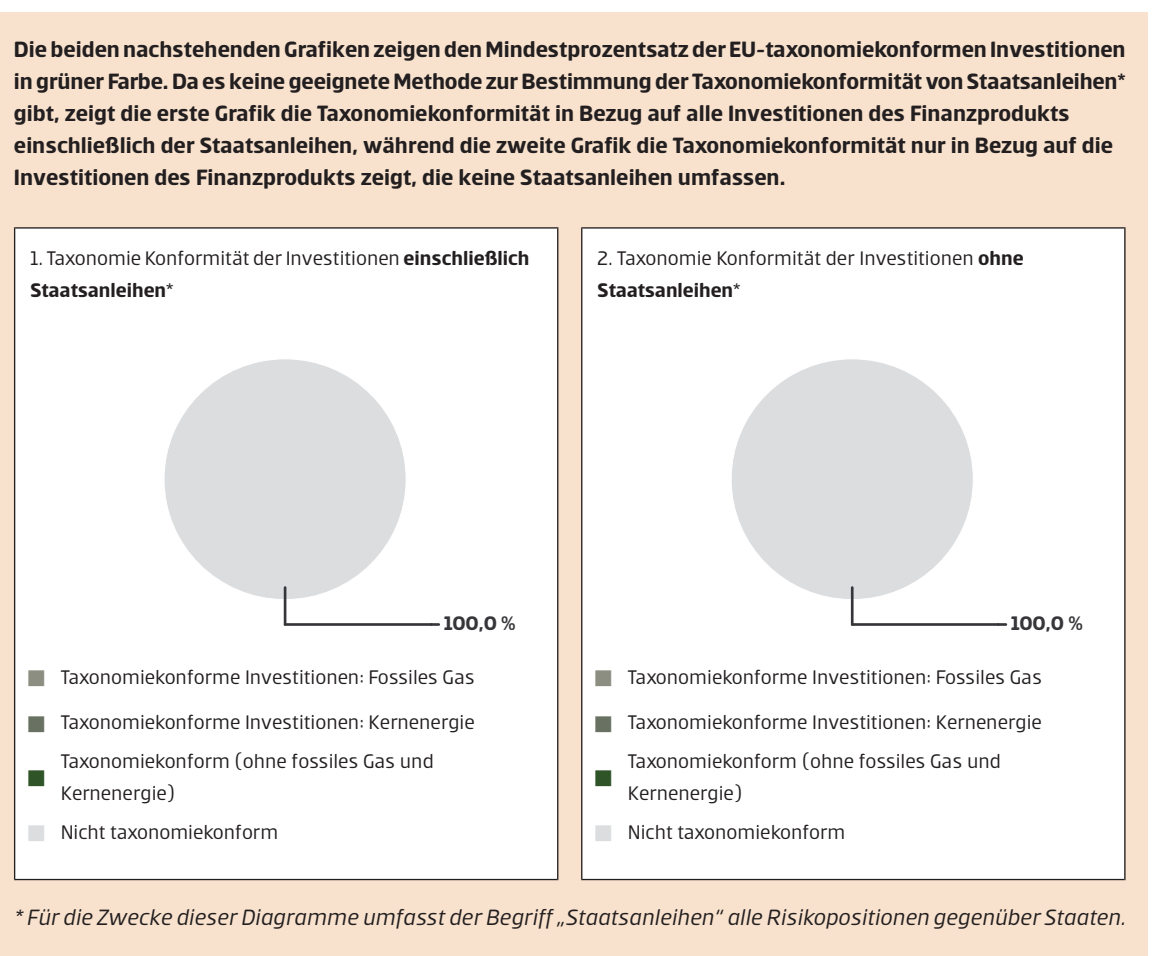 Die beiden nachstehenden Grafiken zeigen den Mindestprozentsatz der EU-taxonomiekonformen Investitionen
in grüner Farbe. Da es keine geeignete Methode zur Bestimmung der Taxonomiekonformität von Staatsanleihen*
gibt, zeigt die erste Grafik die Taxonomiekonformität in Bezug auf alle Investitionen des Finanzprodukts
einschließlich der Staatsanleihen, während die zweite Grafik die Taxonomiekonformität nur in Bezug auf die
Investitionen des Finanzprodukts zeigt, die keine Staatsanleihen umfassen.
1. Taxonomie Konformität der Investitionen einschließlich
Staatsanleihen*
100,0 %
Taxonomiekonforme Investitionen: Fossiles Gas
Taxonomiekonforme Investitionen: Kernenergie
Taxonomiekonform (ohne fossiles Gas und
Kernenergie)
Nicht taxonomiekonform
2. Taxonomie Konformität der Investitionen ohne
Staatsanleihen*
100,0 %
Taxonomiekonforme Investitionen: Fossiles Gas
Taxonomiekonforme Investitionen: Kernenergie
Taxonomiekonform (ohne fossiles Gas und
Kernenergie)
Nicht taxonomiekonform
* Für die Zwecke dieser Diagramme umfasst der Begriff „Staatsanleihen“ alle Risikopositionen gegenüber Staaten.